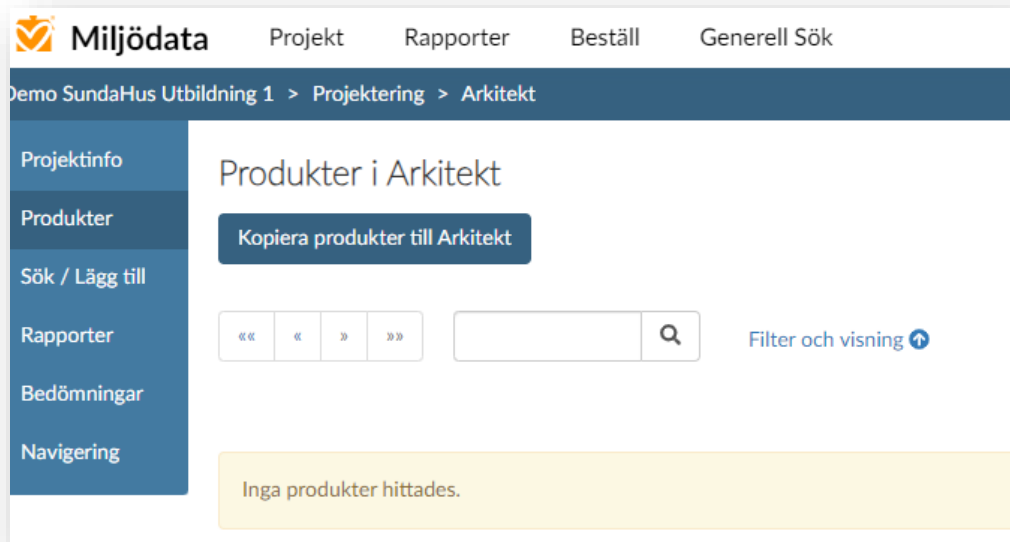 Miljödata Projekt Rapporter Beställ Generell Sök
Demo SundaHus Utbildning 1 > Projektering > Arkitekt
Projektinfo
Produkter
Sök / Lägg till
Rapporter
Bedömningar
Navigering
Produkter i Arkitekt
Kopiera produkter till Arkitekt
«« « » »» Filter och visning
Inga produkter hittades.